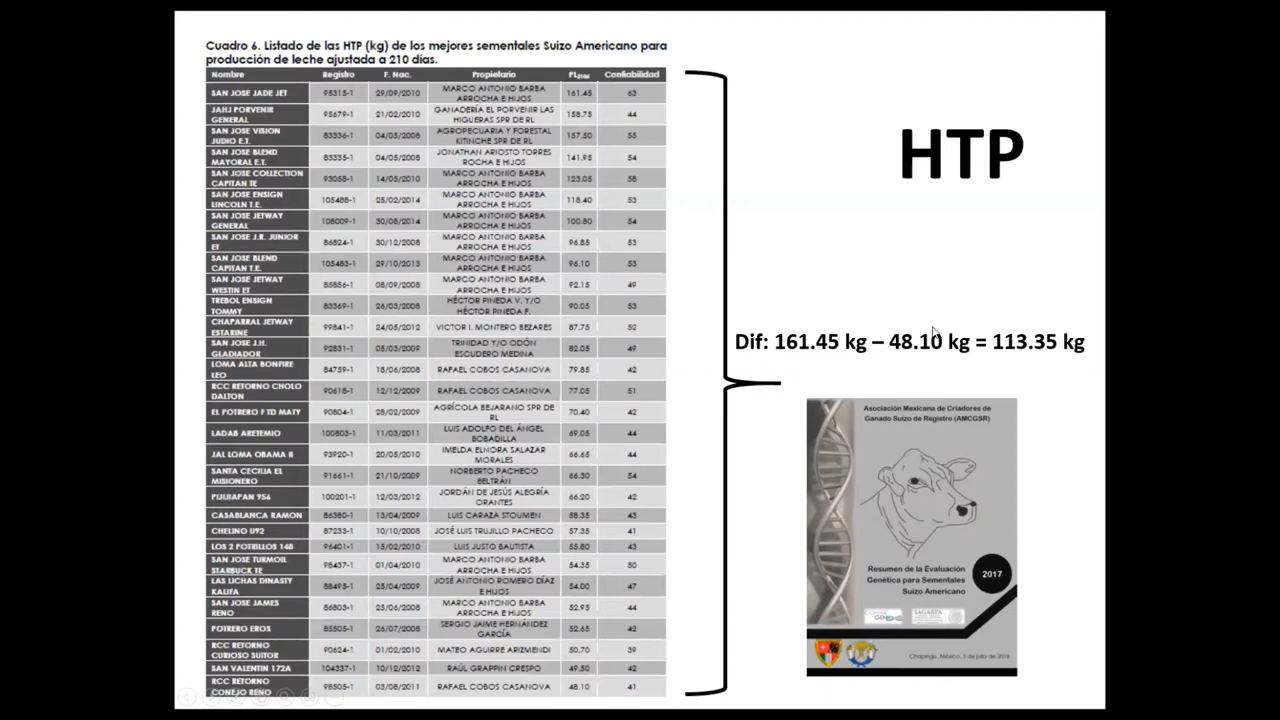 Cuadro 6. Listado de las HTP (kg) de los mejores sementales Suizo Americano para
producción de leche ajustada a 210 días.
Nombre Registro F. Nac. Propietario PL210d Confiabilidad
SAN JOSE JADE JET 95315-1 29/09/2010 MARCO ANTONIO BARBA ARROCHA E HIJOS 161.45 63
JAHJ PORVENIR GENERAL 95679-1 21/02/2010 GANADERÍA EL PORVENIR LAS HIGUERAS SPR DE RL 158.75 44
SAN JOSE VISION JUDIO E.T. 83336-1 04/05/2008 AGROPECUARIA Y FORESTAL KITINCHE SPR DE RL 157.50 55
SAN JOSE BLEND MAYORAL E.T. 83335-1 04/05/2008 JONATHAN ARIOSTO TORRES ROCHA E HIJOS 141.95 54
SAN JOSE COLLECTION CAPITAN TE 93058-1 14/05/2010 MARCO ANTONIO BARBA ARROCHA E HIJOS 123.05 58
SAN JOSE ENSIGN LINCOLN T.E. 105488-1 25/02/2014 MARCO ANTONIO BARBA ARROCHA E HIJOS 118.40 53
SAN JOSE JETWAY GENERAL 108009-1 30/08/2014 MARCO ANTONIO BARBA ARROCHA E HIJOS 100.80 54
SAN JOSE J.R. JUNIOR ET 86824-1 30/12/2008 MARCO ANTONIO BARBA ARROCHA E HIJOS 96.85 53
SAN JOSE BLEND CAPITAN T.E. 105483-1 29/10/2013 MARCO ANTONIO BARBA ARROCHA E HIJOS 96.10 53
SAN JOSE JETWAY WESTIN ET 85856-1 08/09/2008 MARCO ANTONIO BARBA ARROCHA E HIJOS 92.15 49
TREBOL ENSIGN TOMMY 83369-1 26/03/2008 HÉCTOR PINEDA V. Y/O HÉCTOR PINEDA F. 90.05 53
CHAPARRAL JETWAY ESTARINE 99841-1 24/05/2012 VICTOR I. MONTERO BEZARES 87.75 52
SAN JOSE J.H. GLADIADOR 92831-1 05/03/2009 TRINIDAD Y/O ODÓN ESCUDERO MEDINA 82.05 49
LOMA ALTA BONFIRE LEO 84759-1 18/06/2008 RAFAEL COBOS CASANOVA 79.85 42
RCC RETORNO CHOLO DALTON 90618-1 12/12/2009 RAFAEL COBOS CASANOVA 77.05 51
EL POTRERO F TD MATY 90804-1 28/02/2009 AGRÍCOLA BEJARANO SPR DE RL 70.40 42
LADAB ARETEMIO 100803-1 11/03/2011 LUIS ADOLFO DEL ÁNGEL BOBADILLA 69.05 44
JAL LOMA OBAMA II 93920-1 20/05/2010 IMELDA ELNORA SALAZAR MORALES 66.65 44
SANTA CECILIA EL MISIONERO 91661-1 21/10/2009 NORBERTO PACHECO BELTRÁN 66.30 54
PIJIJIAPAN 956 100201-1 12/03/2012 JORDÁN DE JESÚS ALEGRÍA ORANTES 66.20 42
CASABLANCA RAMON 86380-1 13/04/2009 LUIS CARAZA STOUMEN 58.35 43
CHELINO U92 87233-1 10/10/2008 JOSÉ LUIS TRUJILLO PACHECO 57.35 41
LOS 2 POTRILLOS 148 96401-1 15/02/2010 LUIS JUSTO BAUTISTA 55.80 43
SAN JOSE TURMOIL STARBUCK TE 98437-1 01/04/2010 MARCO ANTONIO BARBA ARROCHA E HIJOS 54.35 50
LAS LICHAS DINASTY KALIFA 88495-1 25/04/2009 JOSÉ ANTONIO ROMERO DÍAZ E HIJOS 54.00 47
SAN JOSE JAMES RENO 86803-1 25/06/2008 MARCO ANTONIO BARBA ARROCHA E HIJOS 52.95 44
POTRERO EROS 85505-1 26/07/2008 SERGIO JAIME HERNÁNDEZ GARCÍA 52.65 42
RCC RETORNO CURIOSO SUITOR 90624-1 01/02/2010 MATEO AGUIRRE ARIZMENDI 50.70 39
SAN VALENTIN 172A 104337-1 10/12/2012 RAÚL GRAPPIN CRESPO 49.50 42
RCC RETORNO CONEJO RENO 98505-1 03/08/2011 RAFAEL COBOS CASANOVA 48.10 41
HTP
Dif: 161.45 kg – 48.10 kg = 113.35 kg
Asociación Mexicana de Criadores de
Ganado Suizo de Registro (AMCGSR)
Resumen de la Evaluación
Genética para Sementales
Suizo Americano
2017
SAGARPA
Chapingo, México, 5 de julio de 2018